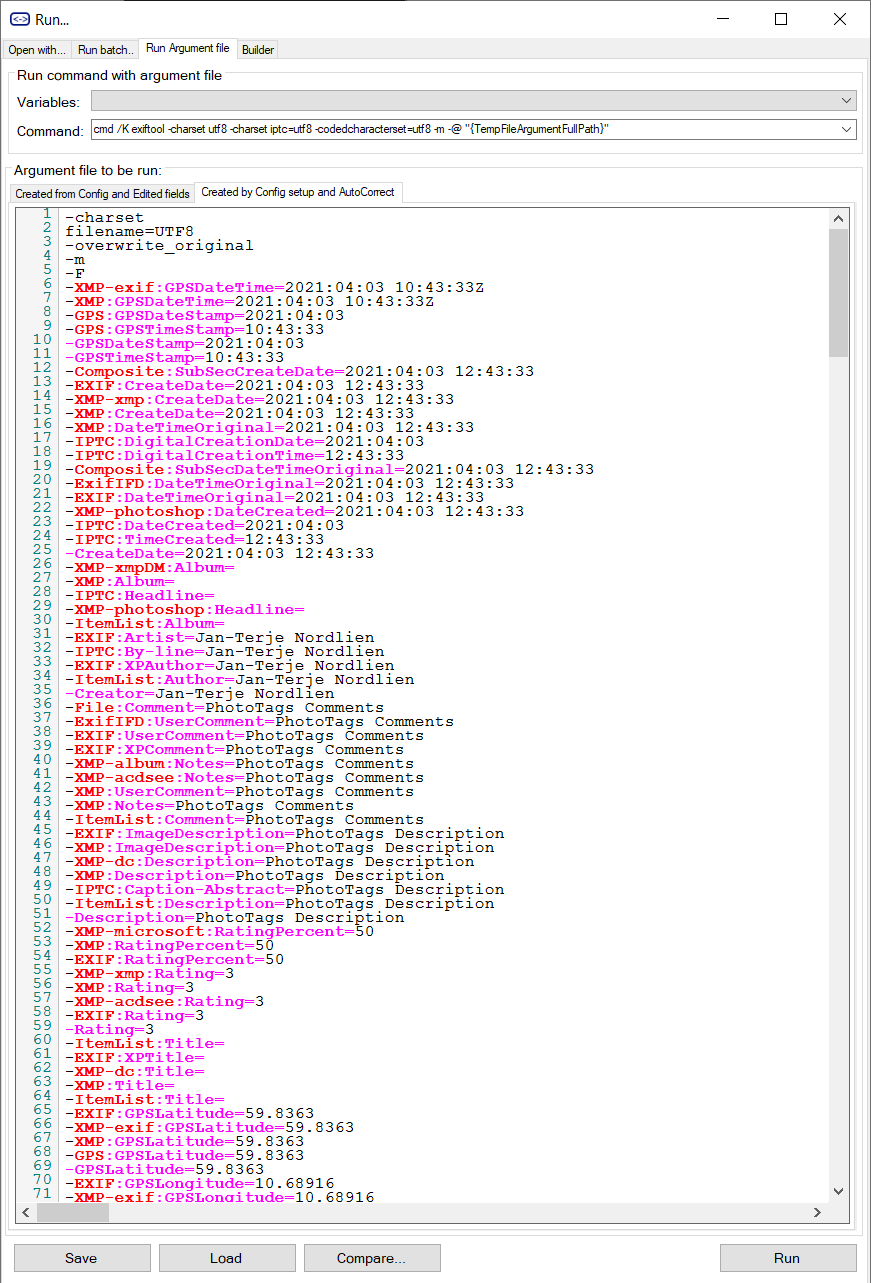 Run...
Open with... Run batch.. Run Argument file Builder
Run command with argument file
Variables:
Command: cmd /K exiftool -charset utf8 -charset iptc=utf8 -codedcharacterset=utf8 -m -@ "{TempFileArgumentFullPath}"
Argument file to be run:
Created from Config and Edited fields Created by Config setup and AutoCorrect
1 -charset
2 filename=UTF8
3 -overwrite_original
4 -m
5 -F
6 -XMP-exif:GPSDateTime=2021:04:03 10:43:33Z
7 -XMP:GPSDateTime=2021:04:03 10:43:33Z
8 -GPS:GPSDateStamp=2021:04:03
9 -GPS:GPSTimeStamp=10:43:33
10 -GPSDateStamp=2021:04:03
11 -GPSTimeStamp=10:43:33
12 -Composite:SubSecCreateDate=2021:04:03 12:43:33
13 -EXIF:CreateDate=2021:04:03 12:43:33
14 -XMP-xmp:CreateDate=2021:04:03 12:43:33
15 -XMP:CreateDate=2021:04:03 12:43:33
16 -XMP:DateTimeOriginal=2021:04:03 12:43:33
17 -IPTC:DigitalCreationDate=2021:04:03
18 -IPTC:DigitalCreationTime=12:43:33
19 -Composite:SubSecDateTimeOriginal=2021:04:03 12:43:33
20 -ExifIFD:DateTimeOriginal=2021:04:03 12:43:33
21 -EXIF:DateTimeOriginal=2021:04:03 12:43:33
22 -XMP-photoshop:DateCreated=2021:04:03 12:43:33
23 -IPTC:DateCreated=2021:04:03
24 -IPTC:TimeCreated=12:43:33
25 -CreateDate=2021:04:03 12:43:33
26 -XMP-xmpDM:Album=
27 -XMP:Album=
28 -IPTC:Headline=
29 -XMP-photoshop:Headline=
30 -ItemList:Album=
31 -EXIF:Artist=Jan-Terje Nordlien
32 -IPTC:By-line=Jan-Terje Nordlien
33 -EXIF:XPAuthor=Jan-Terje Nordlien
34 -ItemList:Author=Jan-Terje Nordlien
35 -Creator=Jan-Terje Nordlien
36 -File:Comment=PhotoTags Comments
37 -ExifIFD:UserComment=PhotoTags Comments
38 -EXIF:UserComment=PhotoTags Comments
39 -EXIF:XPComment=PhotoTags Comments
40 -XMP-album:Notes=PhotoTags Comments
41 -XMP-acdsee:Notes=PhotoTags Comments
42 -XMP:UserComment=PhotoTags Comments
43 -XMP:Notes=PhotoTags Comments
44 -ItemList:Comment=PhotoTags Comments
45 -EXIF:ImageDescription=PhotoTags Description
46 -XMP:ImageDescription=PhotoTags Description
47 -XMP-dc:Description=PhotoTags Description
48 -XMP:Description=PhotoTags Description
49 -IPTC:Caption-Abstract=PhotoTags Description
50 -ItemList:Description=PhotoTags Description
51 -Description=PhotoTags Description
52 -XMP-microsoft:RatingPercent=50
53 -XMP:RatingPercent=50
54 -EXIF:RatingPercent=50
55 -XMP-xmp:Rating=3
56 -XMP:Rating=3
57 -XMP-acdsee:Rating=3
58 -EXIF:Rating=3
59 -Rating=3
60 -ItemList:Title=
61 -EXIF:XPTitle=
62 -XMP-dc:Title=
63 -XMP:Title=
64 -ItemList:Title=
65 -EXIF:GPSLatitude=59.8363
66 -XMP-exif:GPSLatitude=59.8363
67 -XMP:GPSLatitude=59.8363
68 -GPS:GPSLatitude=59.8363
69 -GPSLatitude=59.8363
70 -EXIF:GPSLongitude=10.68916
71 -XMP-exif:GPSLongitude=10.68916
Save Load Compare... Run